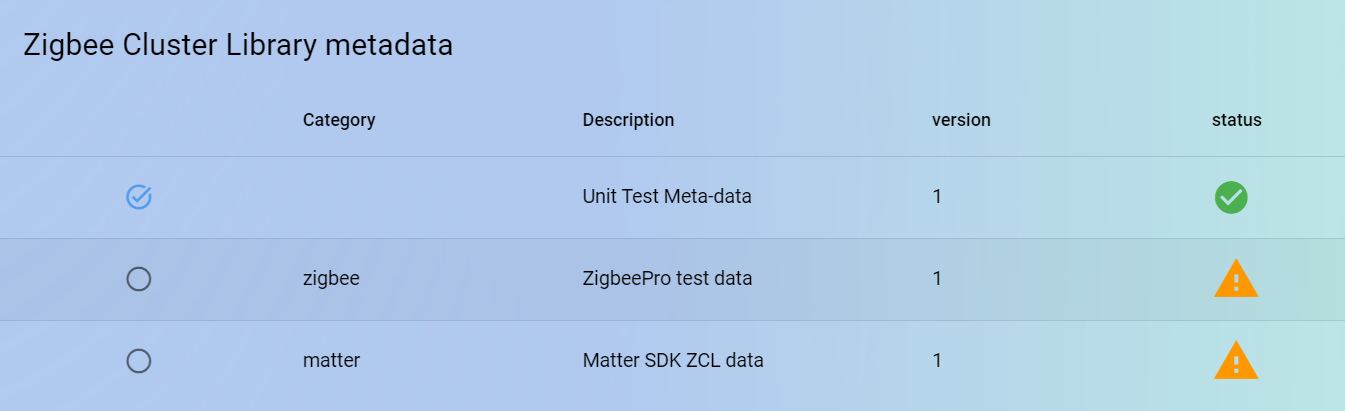 Zigbee Cluster Library metadata
Category Description version status
Unit Test Meta-data 1
zigbee ZigbeePro test data 1
matter Matter SDK ZCL data 1